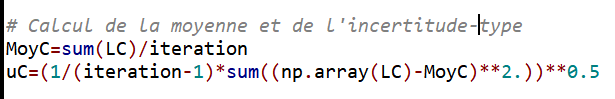 # Calcul de la moyenne et de l'incertitude-type
MoyC=sum(LC)/iteration
uC=(1/(iteration-1)*sum((np.array(LC)-MoyC)**2.))**0.5